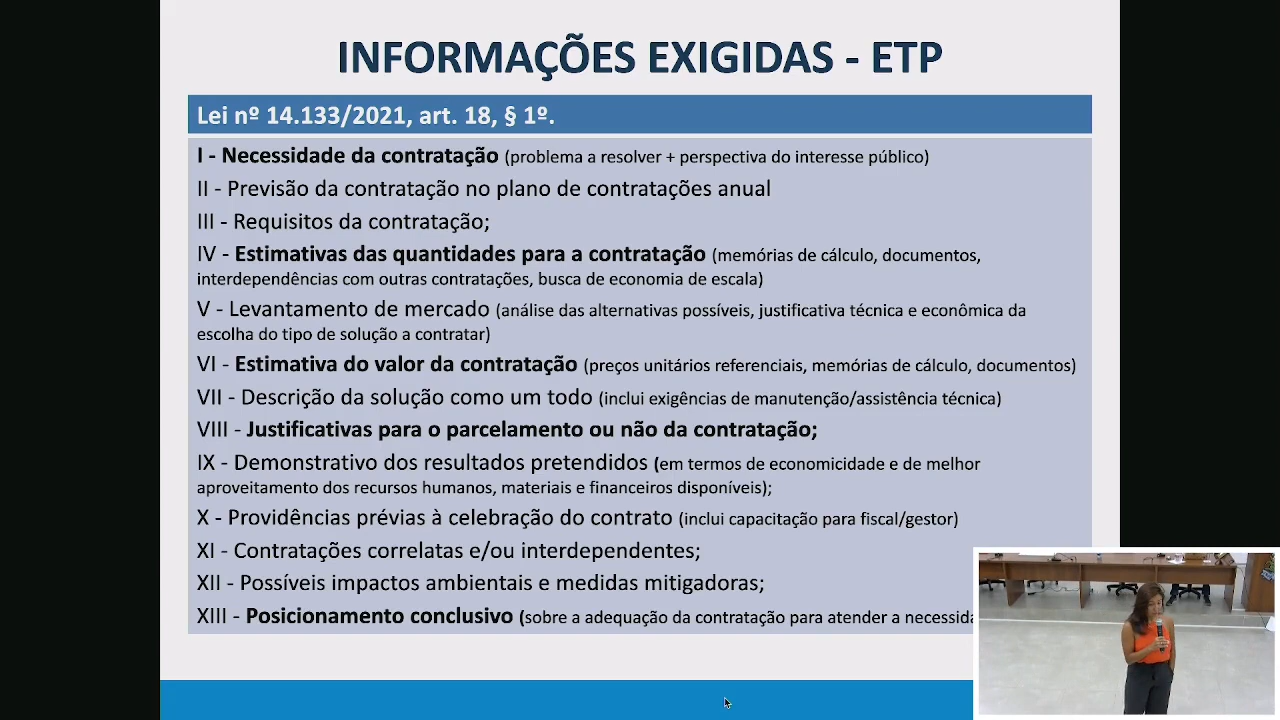 INFORMAÇÕES EXIGIDAS - ETP
Lei nº 14.133/2021, art. 18, § 1º.
I - Necessidade da contratação (problema a resolver + perspectiva do interesse público)
II - Previsão da contratação no plano de contratações anual
III - Requisitos da contratação;
IV - Estimativas das quantidades para a contratação (memórias de cálculo, documentos,
interdependências com outras contratações, busca de economia de escala)
V - Levantamento de mercado (análise das alternativas possíveis, justificativa técnica e econômica da
escolha do tipo de solução a contratar)
VI - Estimativa do valor da contratação (preços unitários referenciais, memórias de cálculo, documentos)
VII - Descrição da solução como um todo (inclui exigências de manutenção/assistência técnica)
VIII - Justificativas para o parcelamento ou não da contratação;
IX - Demonstrativo dos resultados pretendidos (em termos de economicidade e de melhor
aproveitamento dos recursos humanos, materiais e financeiros disponíveis);
X - Providências prévias à celebração do contrato (inclui capacitação para fiscal/gestor)
XI - Contratações correlatas e/ou interdependentes;
XII - Possíveis impactos ambientais e medidas mitigadoras;
XIII - Posicionamento conclusivo (sobre a adequação da contratação para atender a